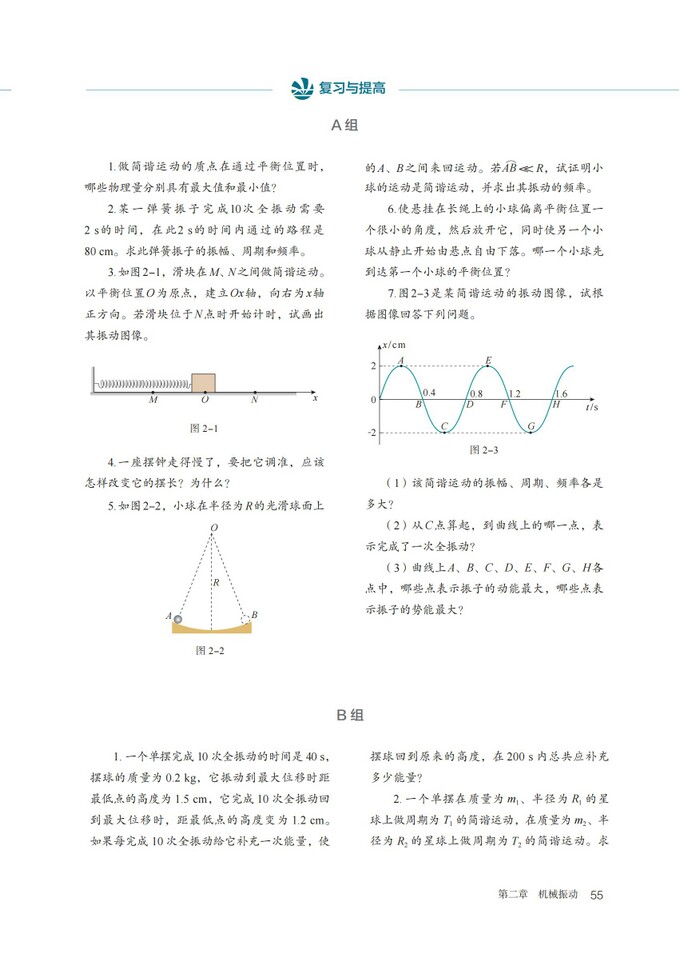 复习与提高
A 组
1. 做简谐运动的质点在通过平衡位置时，
哪些物理量分别具有最大值和最小值？
2. 某一弹簧振子完成10次全振动需要
2 s的时间，在此2 s的时间内通过的路程是
80 cm。求此弹簧振子的振幅、周期和频率。
3. 如图2-1，滑块在M、N之间做简谐运动。
以平衡位置O为原点，建立Ox轴，向右为x轴
正方向。若滑块位于N点时开始计时，试画出
其振动图像。
M O N x
图 2-1
4. 一座摆钟走得慢了，要把它调准，应该
怎样改变它的摆长？为什么？
5. 如图2-2，小球在半径为R的光滑球面上
O
R
A B
图 2-2
的A、B之间来回运动。若A͡B ≪ R，试证明小
球的运动是简谐运动，并求出其振动的频率。
6. 使悬挂在长绳上的小球偏离平衡位置一
个很小的角度，然后放开它，同时使另一个小
球从静止开始由悬点自由下落。哪一个小球先
到达第一个小球的平衡位置？
7. 图2-3是某简谐运动的振动图像，试根
据图像回答下列问题。
x/cm
2 A E
0 B 0.4 D 0.8 F 1.2 H 1.6 t/s
-2 C G
图 2-3
（1）该简谐运动的振幅、周期、频率各是
多大？
（2）从C点算起，到曲线上的哪一点，表
示完成了一次全振动？
（3）曲线上A、B、C、D、E、F、G、H各
点中，哪些点表示振子的动能最大，哪些点表
示振子的势能最大？
B 组
1. 一个单摆完成 10 次全振动的时间是 40 s，
摆球的质量为 0.2 kg，它振动到最大位移时距
最低点的高度为 1.5 cm，它完成 10 次全振动回
到最大位移时，距最低点的高度变为 1.2 cm。
如果每完成 10 次全振动给它补充一次能量，使
摆球回到原来的高度，在 200 s 内总共应补充
多少能量？
2. 一个单摆在质量为 m₁、半径为 R₁ 的星
球上做周期为 T₁ 的简谐运动，在质量为 m₂、半
径为 R₂ 的星球上做周期为 T₂ 的简谐运动。求
第二章 机械振动 55